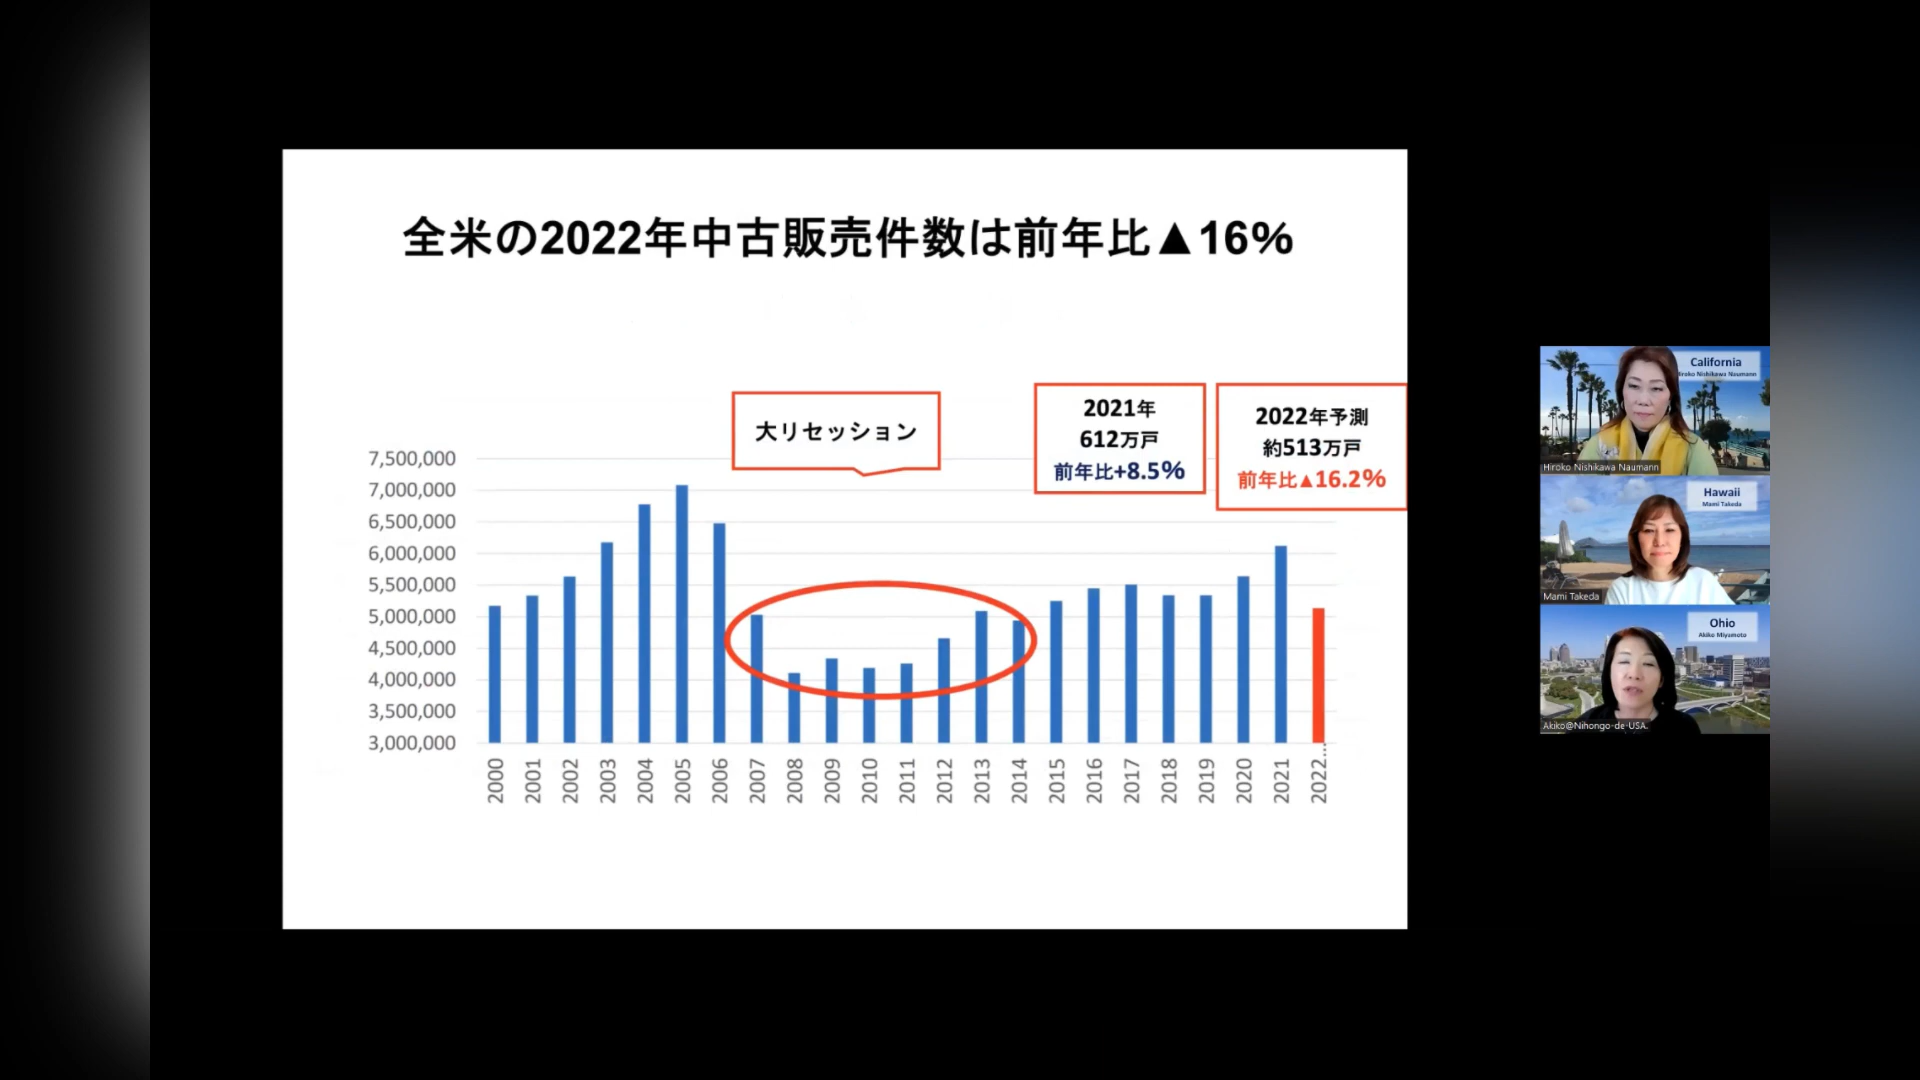 全米の2022年中古販売件数は前年比▲16%
大リセッション
2021年
612万戸
前年比+8.5%
2022年予測
約513万戸
前年比▲16.2%
7,500,000
7,000,000
6,500,000
6,000,000
5,500,000
5,000,000
4,500,000
4,000,000
3,500,000
3,000,000
2000
2001
2002
2003
2004
2005
2006
2007
2008
2009
2010
2011
2012
2013
2014
2015
2016
2017
2018
2019
2020
2021
2022...
California
Hiroko Nishikawa Naumann
Hiroko Nishikawa Naumann
Hawaii
Mami Takeda
Mami Takeda
Ohio
Akiko Miyamoto
Akiko@Nihongo-de-USA.